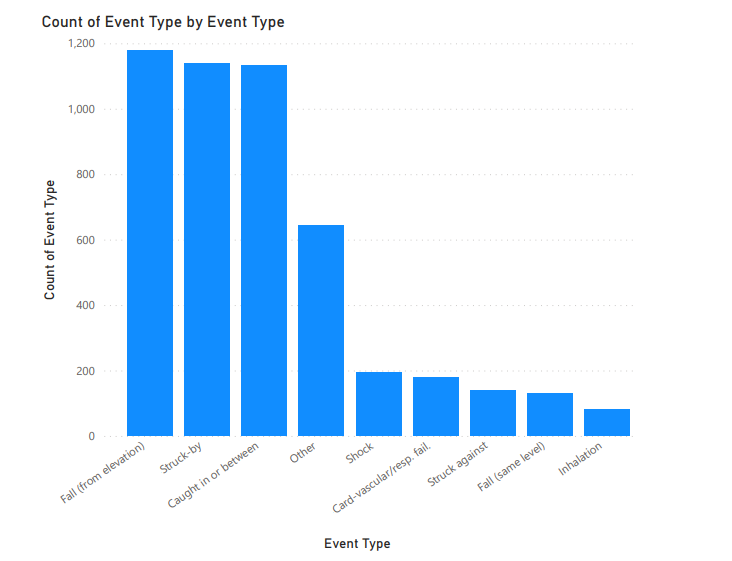 Count of Event Type by Event Type
1,200
1,000
800
600
400
200
0
Count of Event Type
Fall (from elevation)
Struck-by
Caught in or between
Other
Shock
Card-vascular/resp. fail.
Struck against
Fall (same level)
Inhalation
Event Type